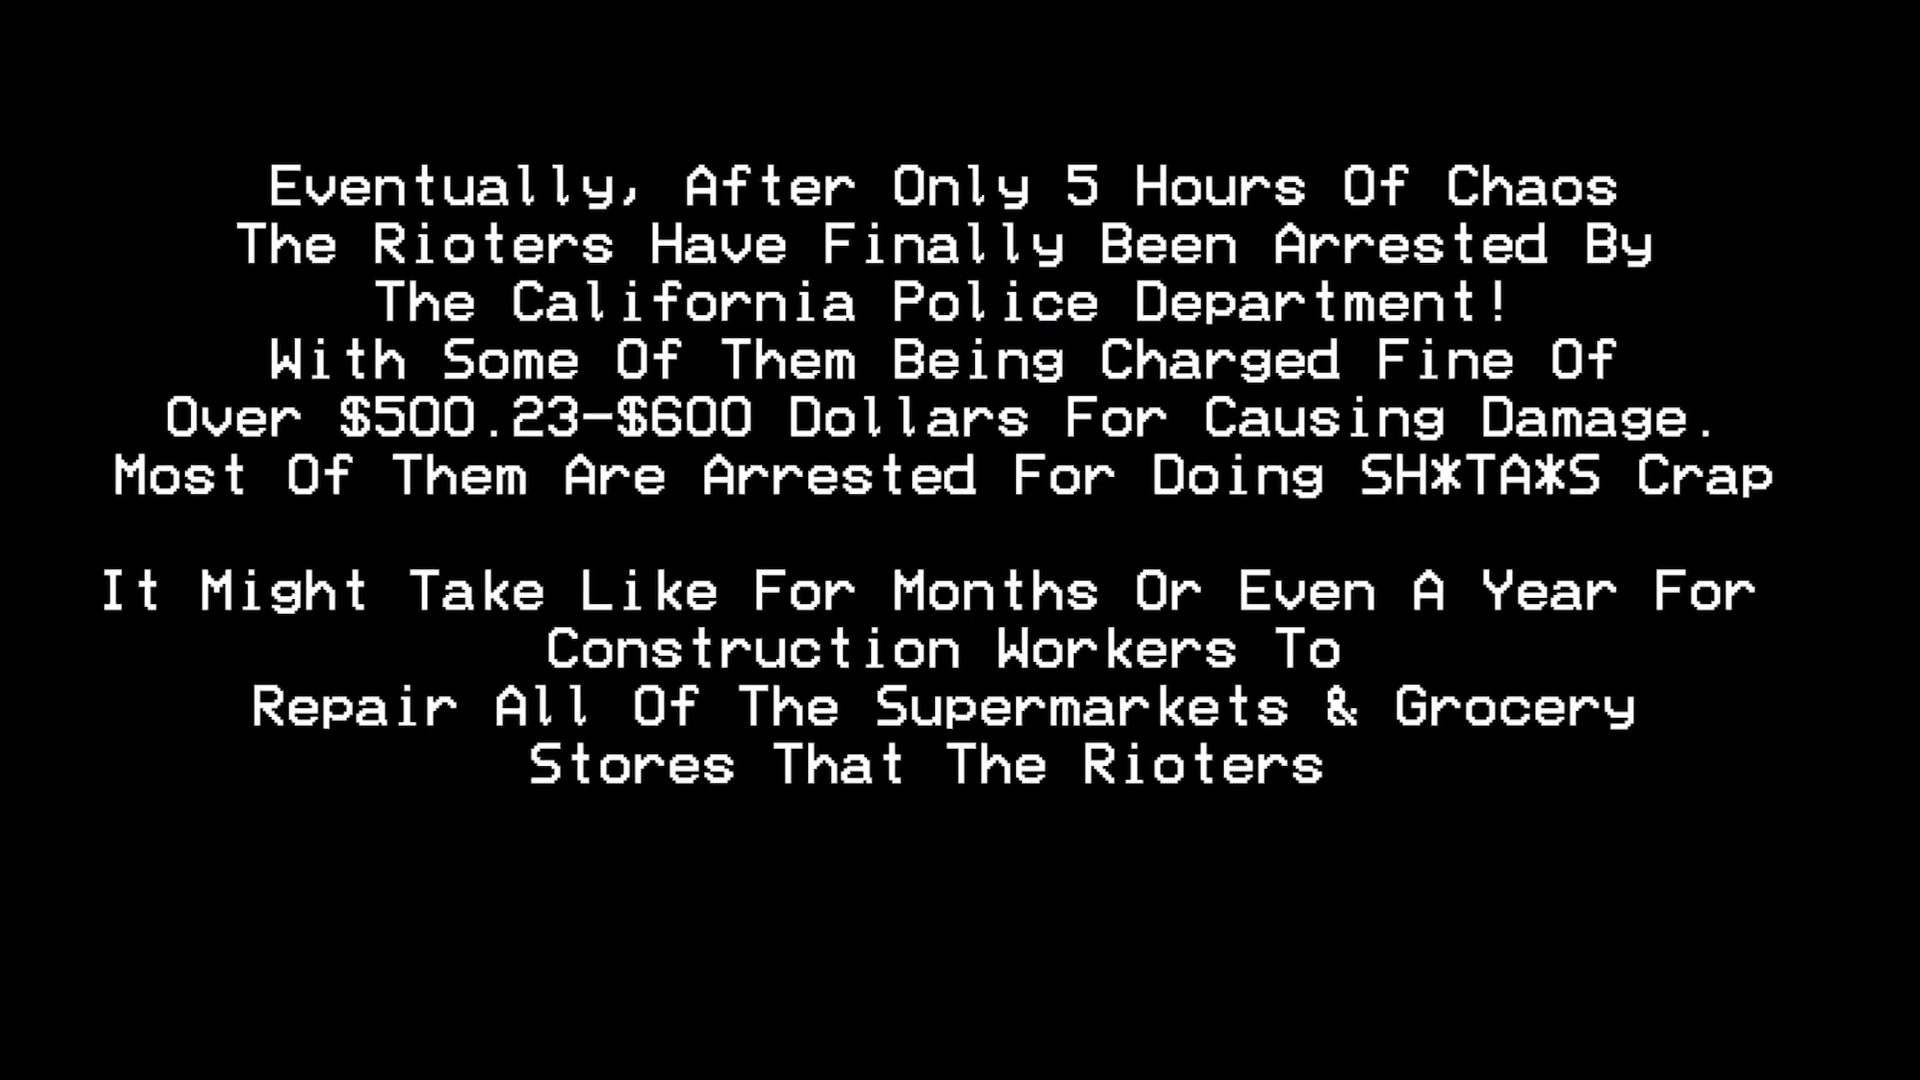 Eventually, After Only 5 Hours Of Chaos
The Rioters Have Finally Been Arrested By
The California Police Department!
With Some Of Them Being Charged Fine Of
Over $500.23-$600 Dollars For Causing Damage.
Most Of Them Are Arrested For Doing SH*TA*S Crap
It Might Take Like For Months Or Even A Year For
Construction Workers To
Repair All Of The Supermarkets & Grocery
Stores That The Rioters